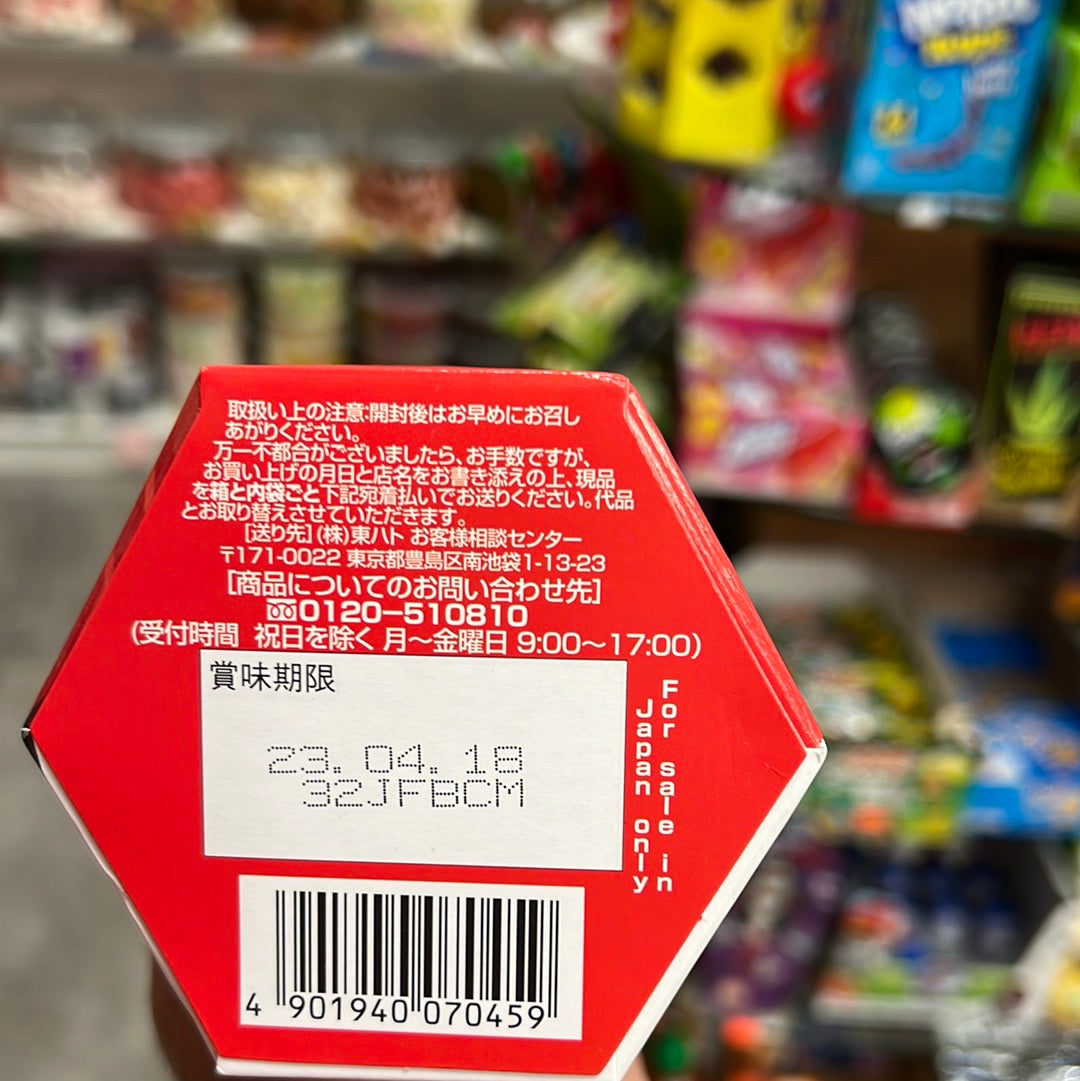 取扱い上の注意:開封後はお早めにお召し
あがりください。
万一不都合がございましたら、お手数ですが、
お買い上げの月日と店名をお書き添えの上、現品
を箱と内袋ごと下記宛着払いでお送りください。代品
とお取り替えさせていただきます。
[送り先](株)東ハト お客様相談センター
〒171-0022 東京都豊島区南池袋1-13-23
[商品についてのお問い合わせ先]
0120-510810
(受付時間 祝日を除く 月〜金曜日 9:00〜17:00)
賞味期限
23.04.18
32JFBCM
For sale in
Japan only
4 901940 070459